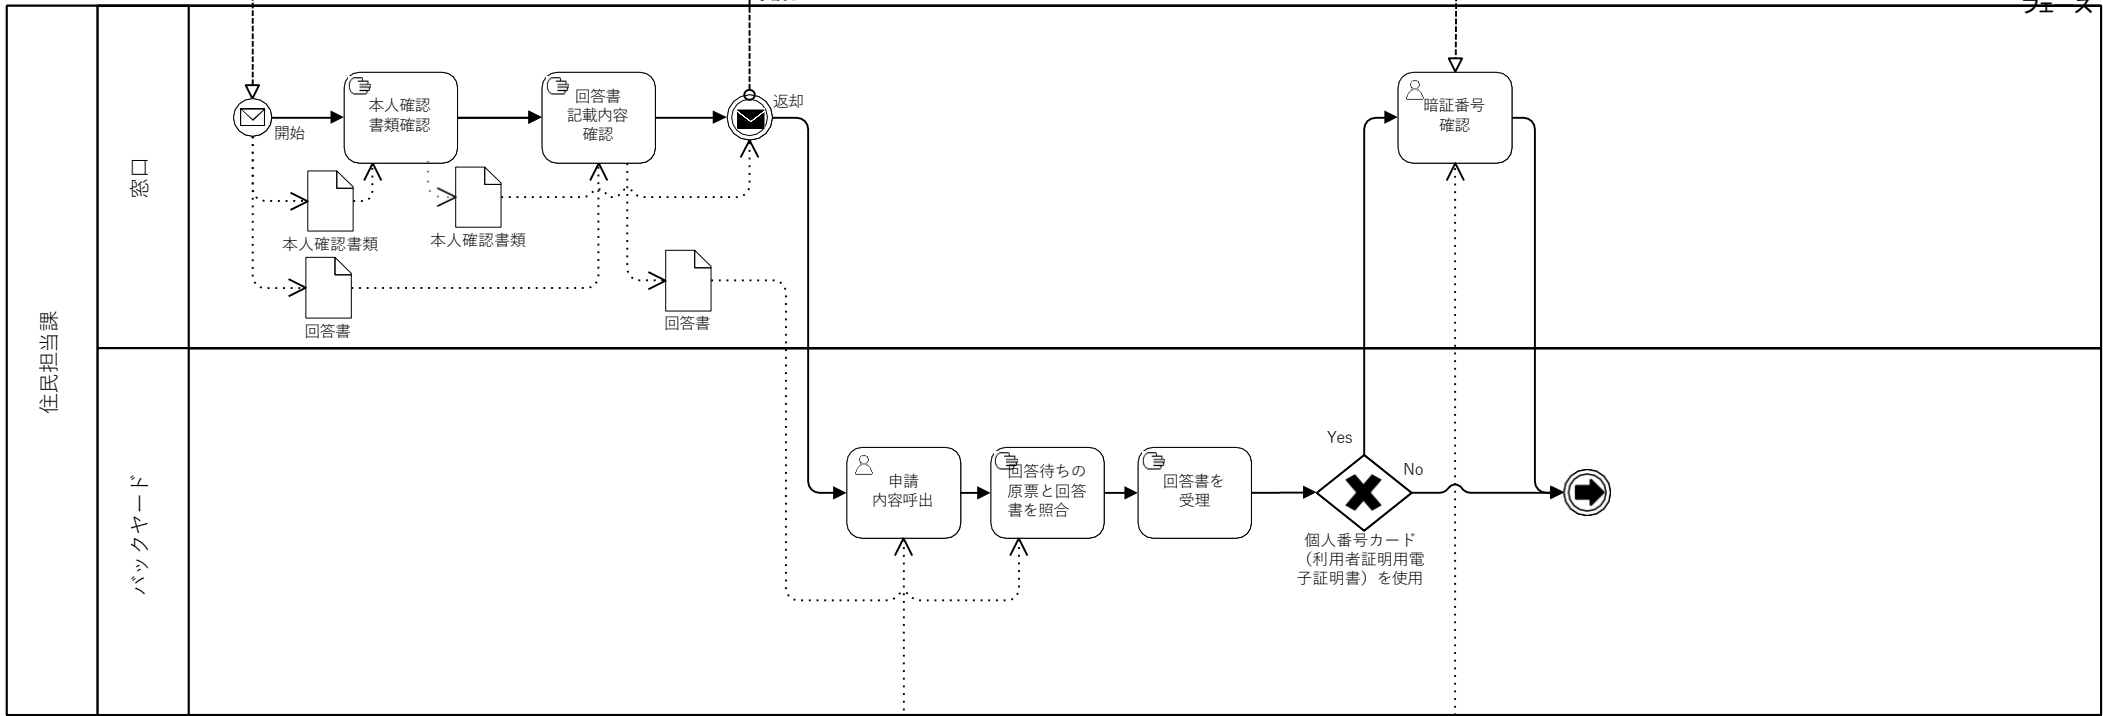 フェーズ
住民担当課
窓口
開始
本人確認
書類確認
回答書
記載内容
確認
返却
本人確認書類
本人確認書類
回答書
回答書
暗証番号
確認
バックヤード
申請
内容呼出
回答待ちの
原票と回答
書を照合
回答書を
受理
Yes
No
個人番号カード
（利用者証明用電
子証明書）を使用